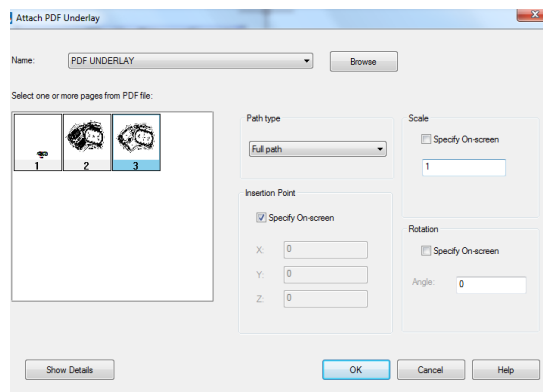 Attach PDF Underlay
Name: PDF UNDERLAY Browse
Select one or more pages from PDF file:
1 2 3
Path type
Full path
Scale
Specify On-screen
1
Insertion Point
Specify On-screen
X: 0
Y: 0
Z: 0
Rotation
Specify On-screen
Angle: 0
Show Details OK Cancel Help